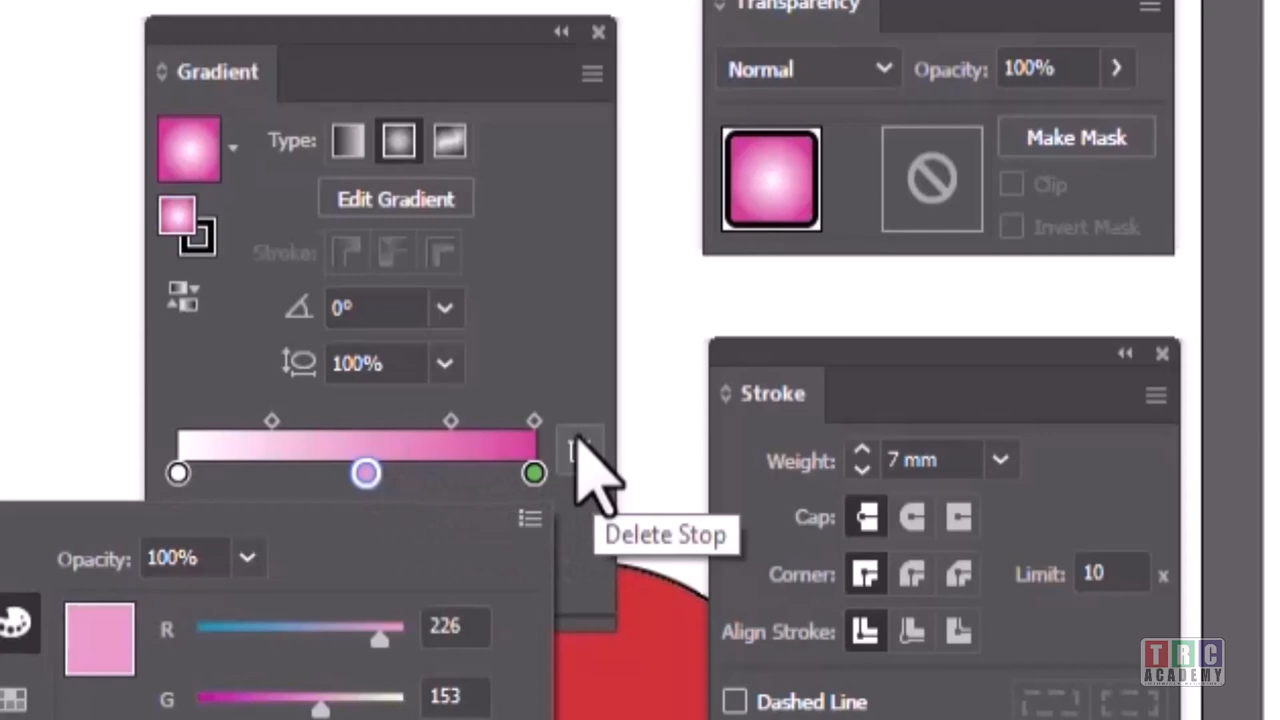 Gradient
Type:
Edit Gradient
Stroke:
0°
100%
Delete Stop
Opacity: 100%
R 226
G 153
Transparency
Normal
Opacity: 100%
Make Mask
Clip
Invert Mask
Stroke
Weight: 7 mm
Cap:
Corner:
Limit: 10 x
Align Stroke:
Dashed Line
TRC
ACADEMY